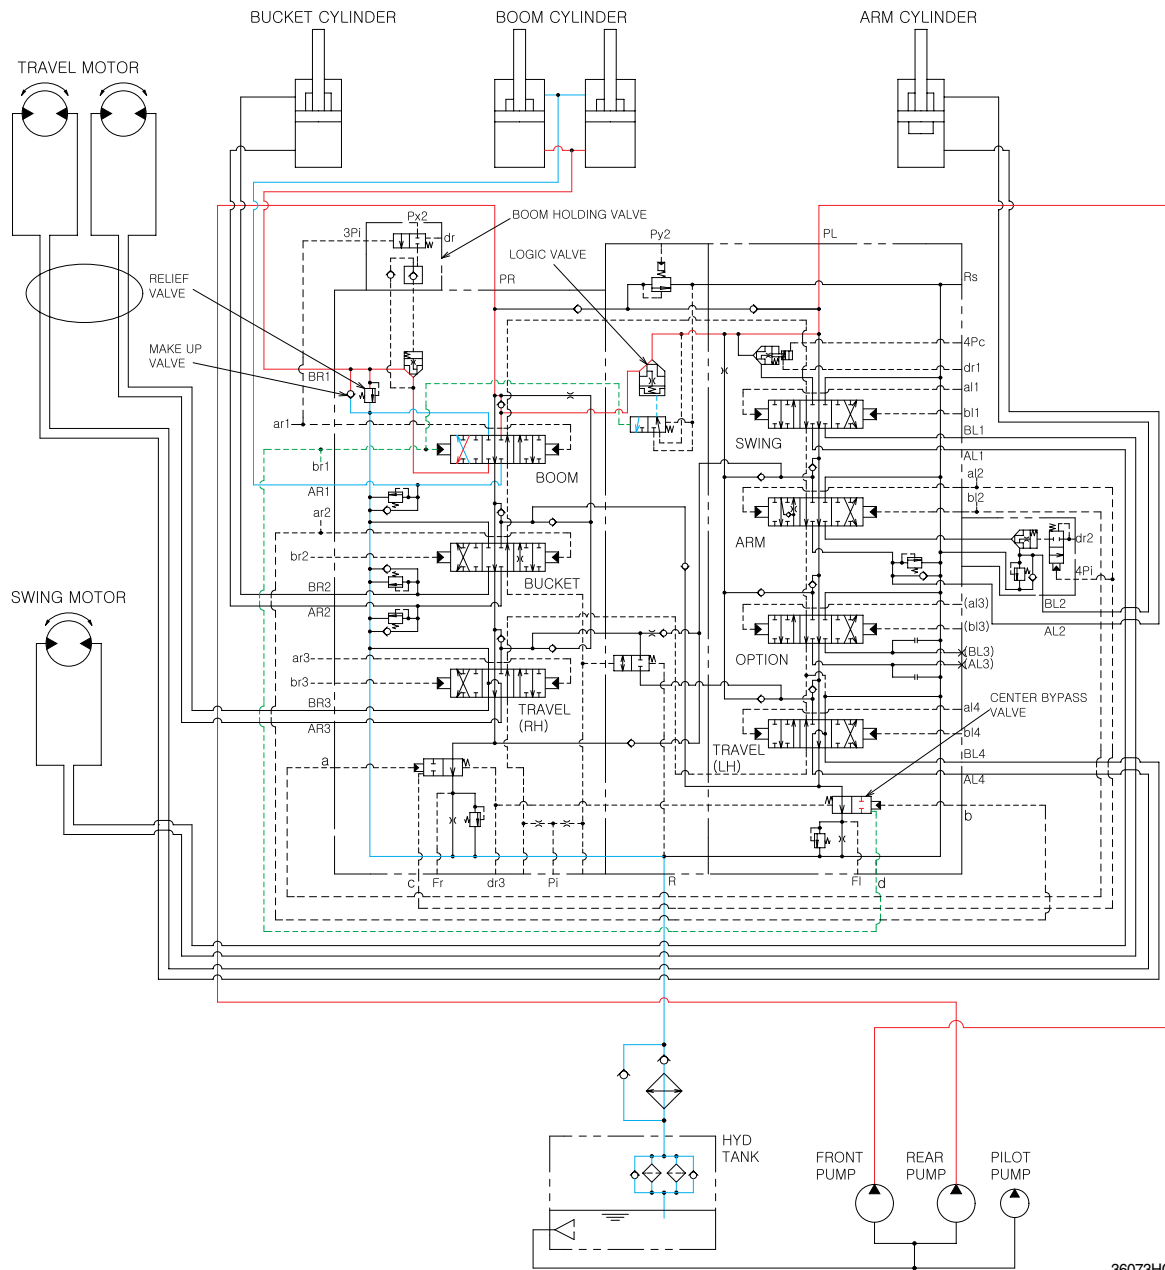 BUCKET CYLINDER
BOOM CYLINDER
ARM CYLINDER
TRAVEL MOTOR
Px2
BOOM HOLDING VALVE
3Pi
dr
Py2
PL
LOGIC VALVE
RELIEF
VALVE
PR
Rs
MAKE UP
VALVE
4Pc
BR1
dr1
al1
ar1
bl1
SWING
BL1
br1
BOOM
AL1
AR1
al2
bl2
ar2
ARM
dr2
br2
BUCKET
4Pi
BR2
SWING MOTOR
BL2
(al3)
AR2
(bl3)
AL2
OPTION
(BL3)
ar3
(AL3)
br3
CENTER BYPASS
VALVE
BR3
TRAVEL
(RH)
al4
AR3
bl4
TRAVEL
(LH)
BL4
a
AL4
b
c
Fr
dr3
Pi
R
Fl
d
HYD
TANK
FRONT
PUMP
REAR
PUMP
PILOT
PUMP